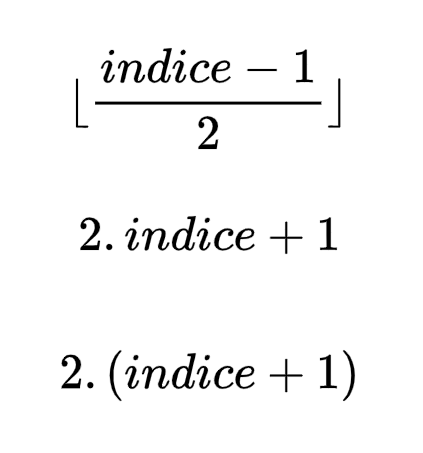 ⌊(indice − 1)/2⌋
2. indice + 1
2. (indice + 1)